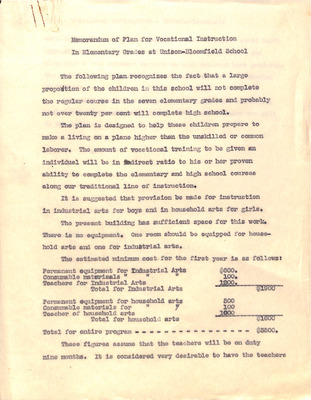 Memorandum of Plan for Vocational Instruction
In Elementary Grades at Unison-Bloomfield School
The following plan recognizes the fact that a large
proportion of the children in this school will not complete
the regular course in the seven elementary grades and probably
not over twenty per cent will complete high school.
The plan is designed to help these children prepare to
make a living on a plane higher than the unskilled or common
laborer. The amount of vocational training to be given an
individual will be in indirect ratio to his or her proven
ability to complete the elementary and high school courses
along our traditional line of instruction.
It is suggested that provision be made for instruction
in industrial arts for boys and in household arts for girls.
The present building has sufficient space for this work.
There is no equipment. One room should be equipped for house-
hold arts and one for industrial arts.
The estimated minimum cost for the first year is as follows:
Permanent equipment for Industrial Arts $600.
Consumable materials " " " 100.
Teachers for Industrial Arts 1200.
Total for Industrial Arts $1900
Permanent equipment for household arts 500
Consumable materials for " " 100
Teacher of household arts 1000
Total for household arts $1600
Total for entire program - - - - - - - - - - - - - - - - $3500.
These figures assume that the teachers will be on duty
nine months. It is considered very desirable to have the teachers